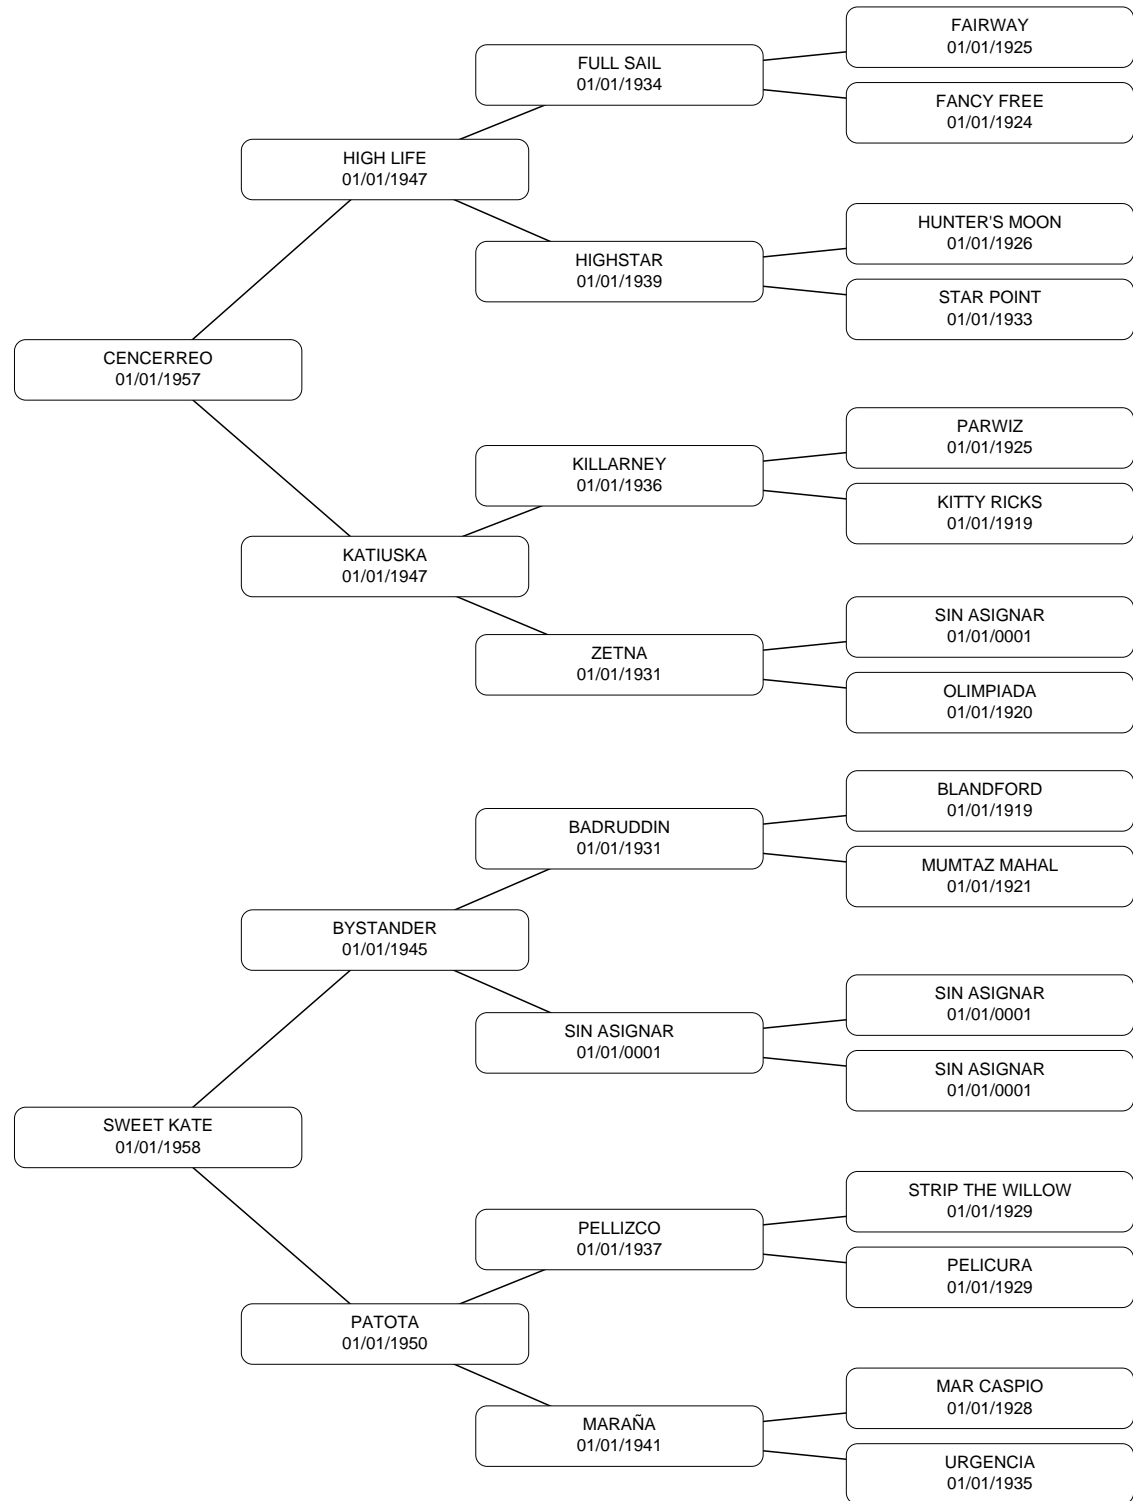 FAIRWAY
01/01/1925
FULL SAIL
01/01/1934
FANCY FREE
01/01/1924
HIGH LIFE
01/01/1947
HUNTER'S MOON
01/01/1926
HIGHSTAR
01/01/1939
STAR POINT
01/01/1933
CENCERREO
01/01/1957
PARWIZ
01/01/1925
KILLARNEY
01/01/1936
KITTY RICKS
01/01/1919
KATIUSKA
01/01/1947
SIN ASIGNAR
01/01/0001
ZETNA
01/01/1931
OLIMPIADA
01/01/1920
BLANDFORD
01/01/1919
BADRUDDIN
01/01/1931
MUMTAZ MAHAL
01/01/1921
BYSTANDER
01/01/1945
SIN ASIGNAR
01/01/0001
SIN ASIGNAR
01/01/0001
SIN ASIGNAR
01/01/0001
SWEET KATE
01/01/1958
STRIP THE WILLOW
01/01/1929
PELLIZCO
01/01/1937
PELICURA
01/01/1929
PATOTA
01/01/1950
MAR CASPIO
01/01/1928
MARAÑA
01/01/1941
URGENCIA
01/01/1935